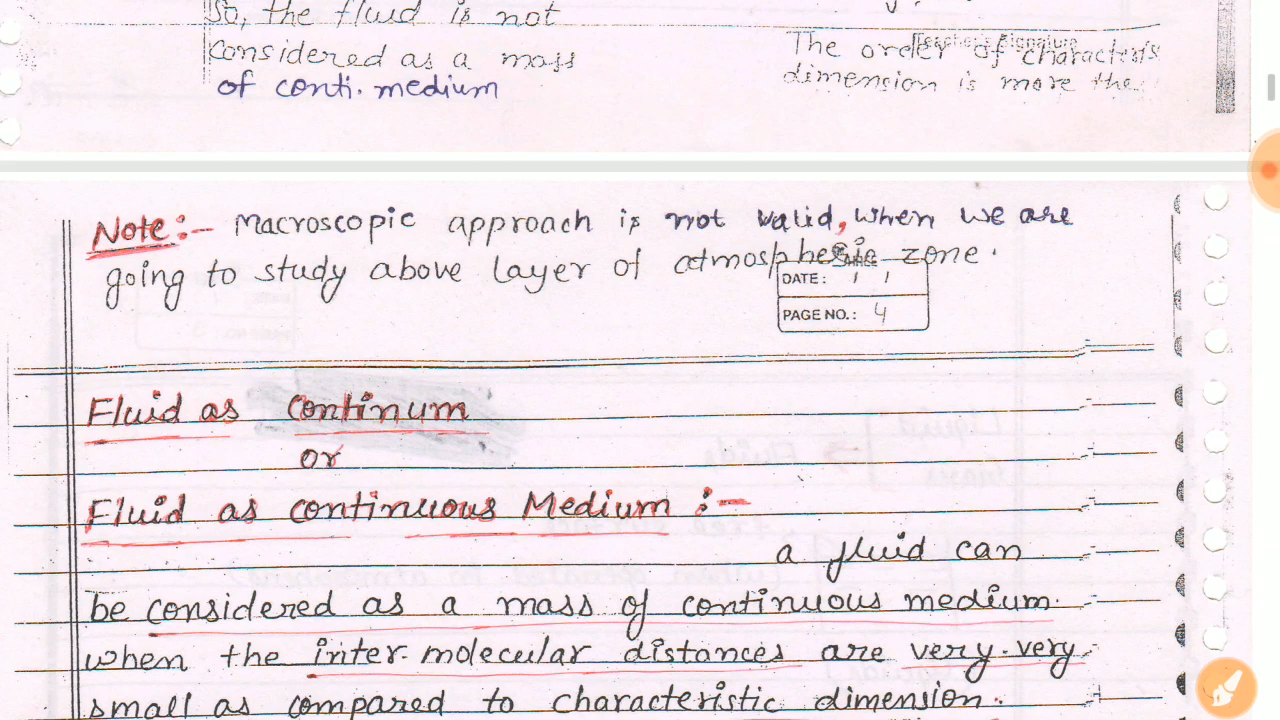 So, the fluid is not
considered as a mass
of conti. medium
Teacher's Signature
The order of characteris
dimension is more the
Note:- Macroscopic approach is not valid, when we are
going to study above layer of atmospheric zone.
DATE: / /
PAGE NO.: 4
Fluid as Continum
or
Fluid as continuous Medium :-
a fluid can
be considered as a mass of continuous medium.
when the inter-molecular distances are very-very
small as compared to characteristic dimension.